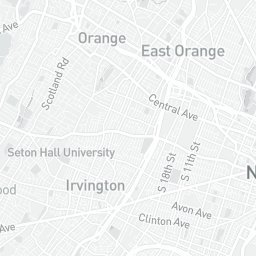 Orange
East Orange
Scotland Rd
Central Ave
Seton Hall University
S 18th St
S 11th St
N
ood
Irvington
Avon Ave
Clinton Ave